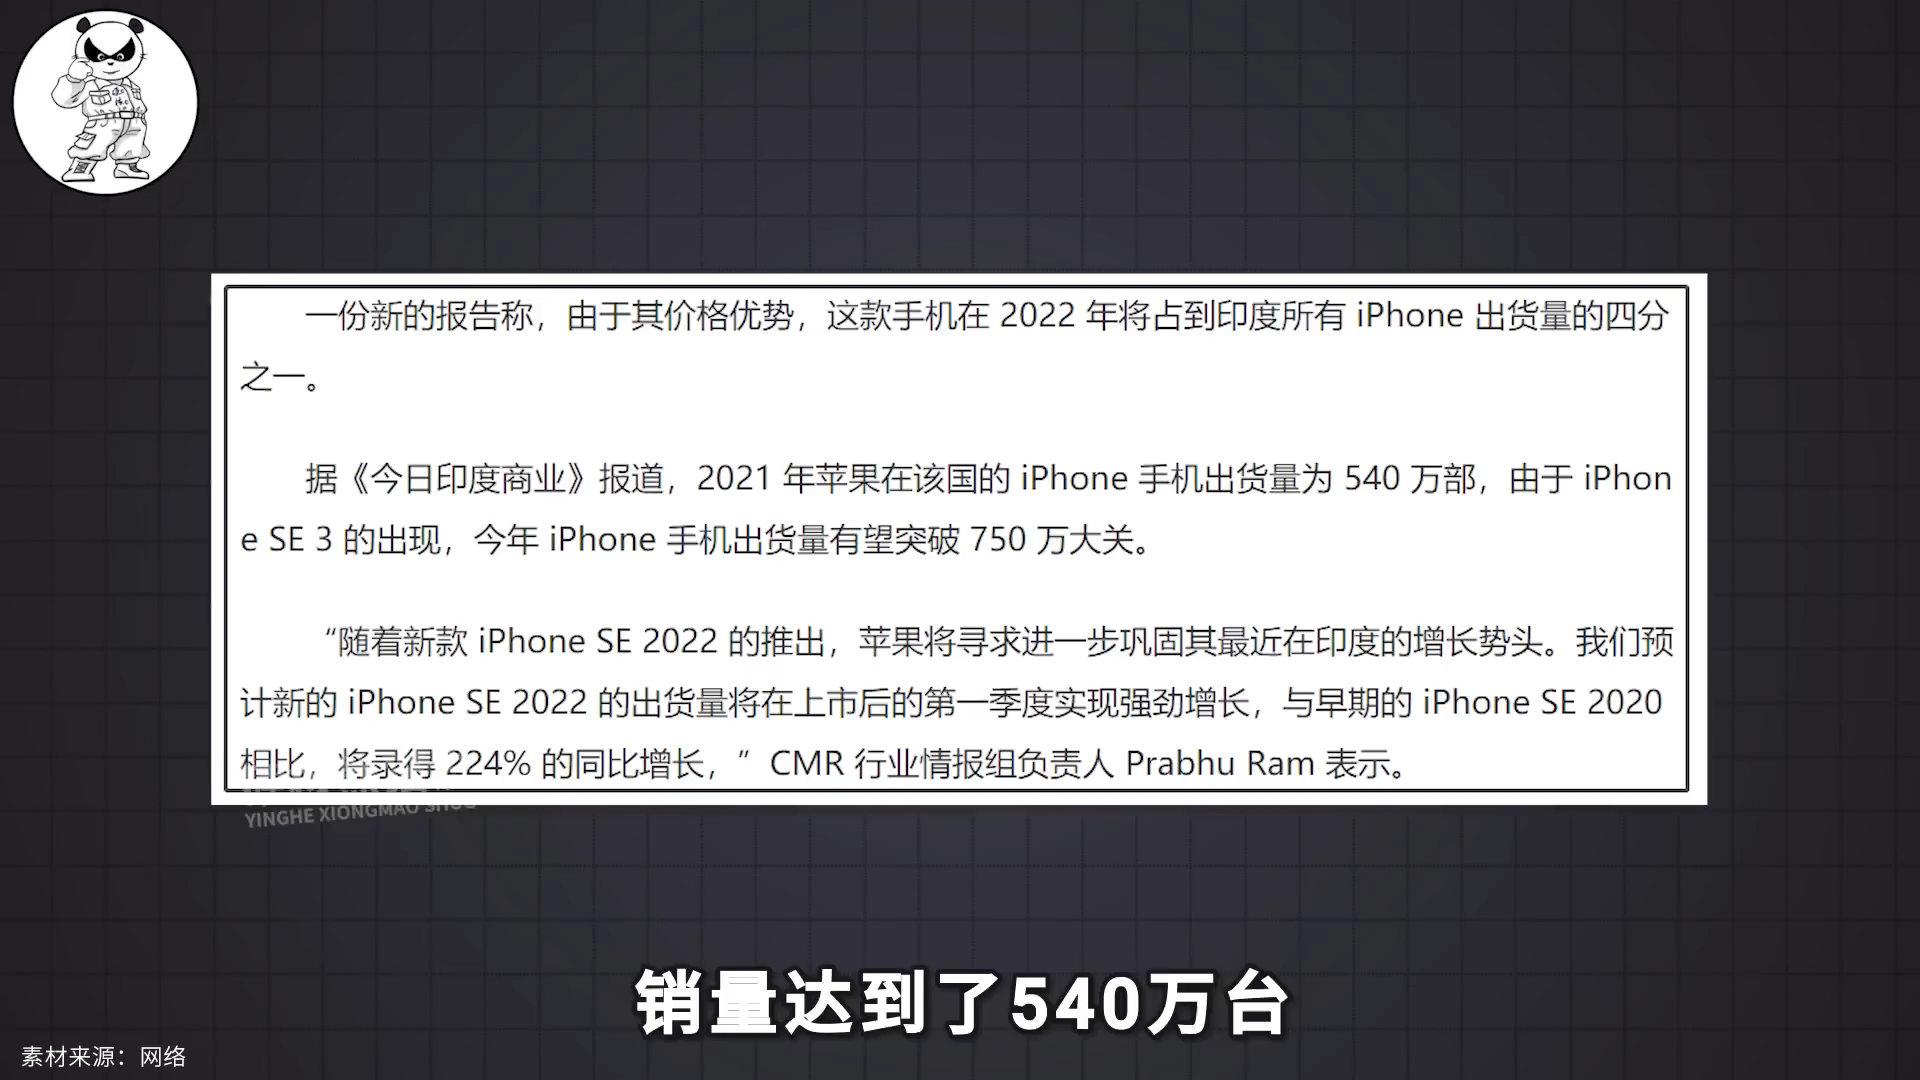 一份新的报告称，由于其价格优势，这款手机在 2022 年将占到印度所有 iPhone 出货量的四分
之一。
据《今日印度商业》报道，2021 年苹果在该国的 iPhone 手机出货量为 540 万部，由于 iPhon
e SE 3 的出现，今年 iPhone 手机出货量有望突破 750 万大关。
“随着新款 iPhone SE 2022 的推出，苹果将寻求进一步巩固其最近在印度的增长势头。我们预
计新的 iPhone SE 2022 的出货量将在上市后的第一季度实现强劲增长，与早期的 iPhone SE 2020
相比，将录得 224% 的同比增长，”CMR 行业情报组负责人 Prabhu Ram 表示。
YINGHE XIONGMAO SHUO
销量达到了540万台
素材来源：网络